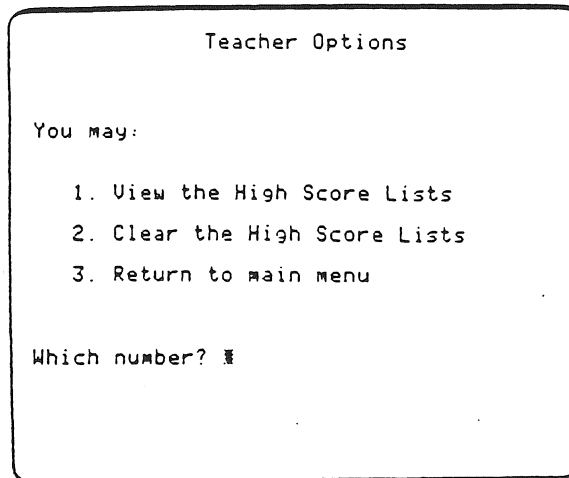 Teacher Options
You may:
1. View the High Score Lists
2. Clear the High Score Lists
3. Return to main menu
Which number?